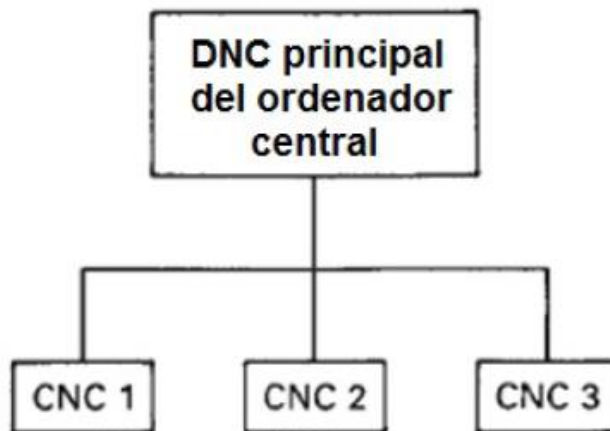 DNC principal
del ordenador
central
CNC 1
CNC 2
CNC 3